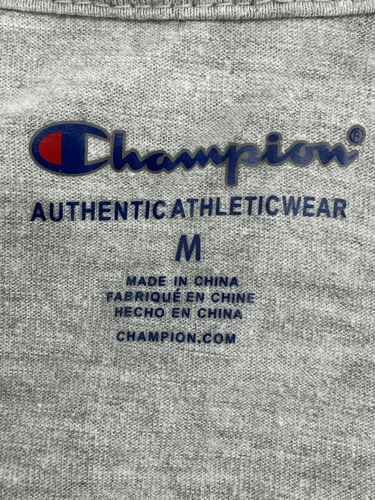 Champion®
AUTHENTIC ATHLETICWEAR
M
MADE IN CHINA
FABRIQUÉ EN CHINE
HECHO EN CHINA
CHAMPION.COM